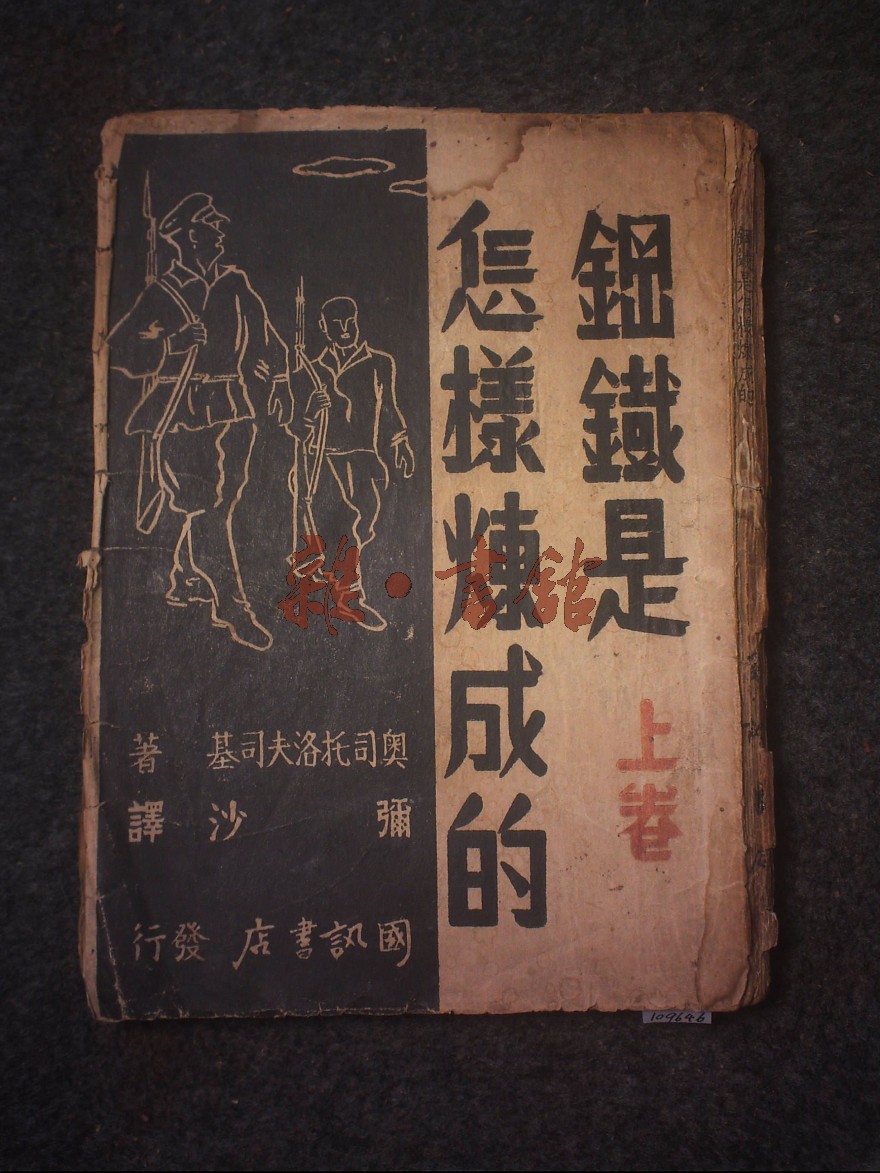 鋼鐵是
怎樣煉成的
上卷
奧司托洛夫司基 著
彌沙 譯
國訊書店 發行
雜·書館
109646